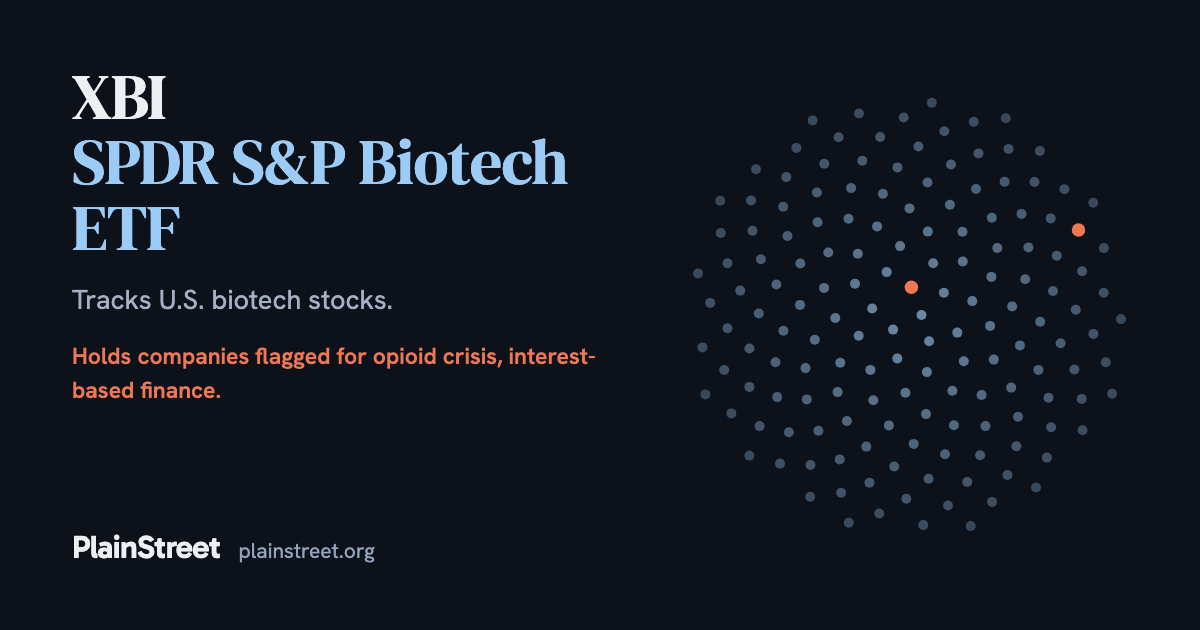 XBI
SPDR S&P Biotech
ETF
Tracks U.S. biotech stocks.
Holds companies flagged for opioid crisis, interest-
based finance.
PlainStreet plainstreet.org